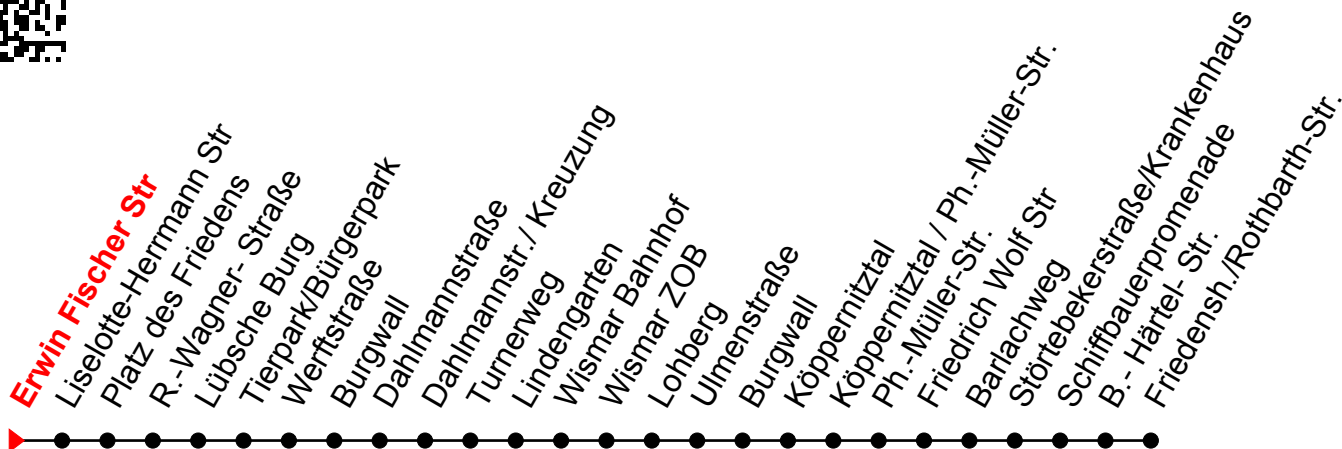 Erwin Fischer Str
Liselotte-Herrmann Str
Platz des Friedens
R.-Wagner- Straße
Lübsche Burg
Tierpark/Bürgerpark
Werftstraße
Burgwall
Dahlmannstraße
Dahlmannstr./ Kreuzung
Turnerweg
Lindengarten
Wismar Bahnhof
Wismar ZOB
Lohberg
Ulmenstraße
Burgwall
Köppernitztal
Köppernitztal / Ph.-Müller-Str.
Ph.-Müller-Str.
Friedrich Wolf Str
Barlachweg
Störtebekerstraße/Krankenhaus
Schiffbauerpromenade
B.- Härtel- Str.
Friedensh./Rothbarth-Str.